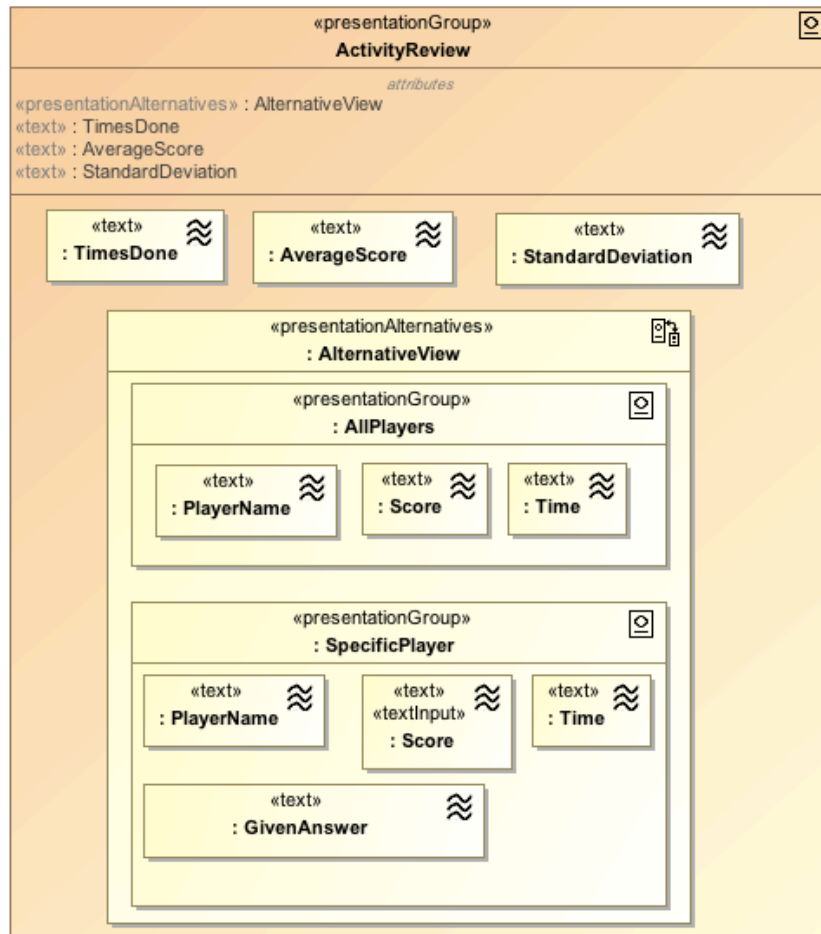 «presentationGroup»
ActivityReview
attributes
«presentationAlternatives» : AlternativeView
«text» : TimesDone
«text» : AverageScore
«text» : StandardDeviation
«text»
: TimesDone
«text»
: AverageScore
«text»
: StandardDeviation
«presentationAlternatives»
: AlternativeView
«presentationGroup»
: AllPlayers
«text»
: PlayerName
«text»
: Score
«text»
: Time
«presentationGroup»
: SpecificPlayer
«text»
: PlayerName
«text»
«textInput»
: Score
«text»
: Time
«text»
: GivenAnswer